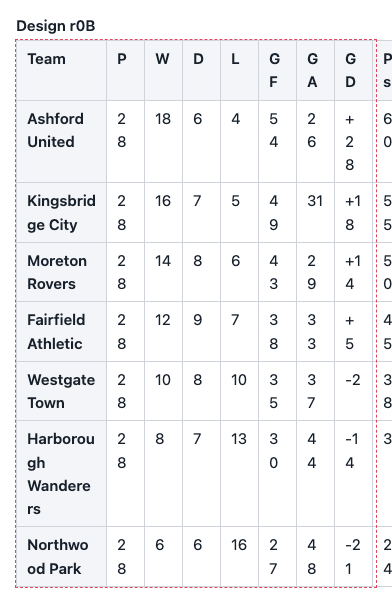 Design r0B
Team P W D L G G G P
F A D s
Ashford 2 18 6 4 5 2 + 6
United 8 4 6 2 0
8
Kingsbrid 2 16 7 5 4 31 +1 5
ge City 8 9 8 5
Moreton 2 14 8 6 4 2 +1 5
Rovers 8 3 9 4 0
Fairfield 2 12 9 7 3 3 + 4
Athletic 8 8 3 5 5
Westgate 2 10 8 10 3 3 -2 3
Town 8 5 7 8
Harborou 2 8 7 13 3 4 -1 3
gh 8 0 4 4
Wandere
rs
Northwo 2 6 6 16 2 4 -2 2
od Park 8 7 8 1 4